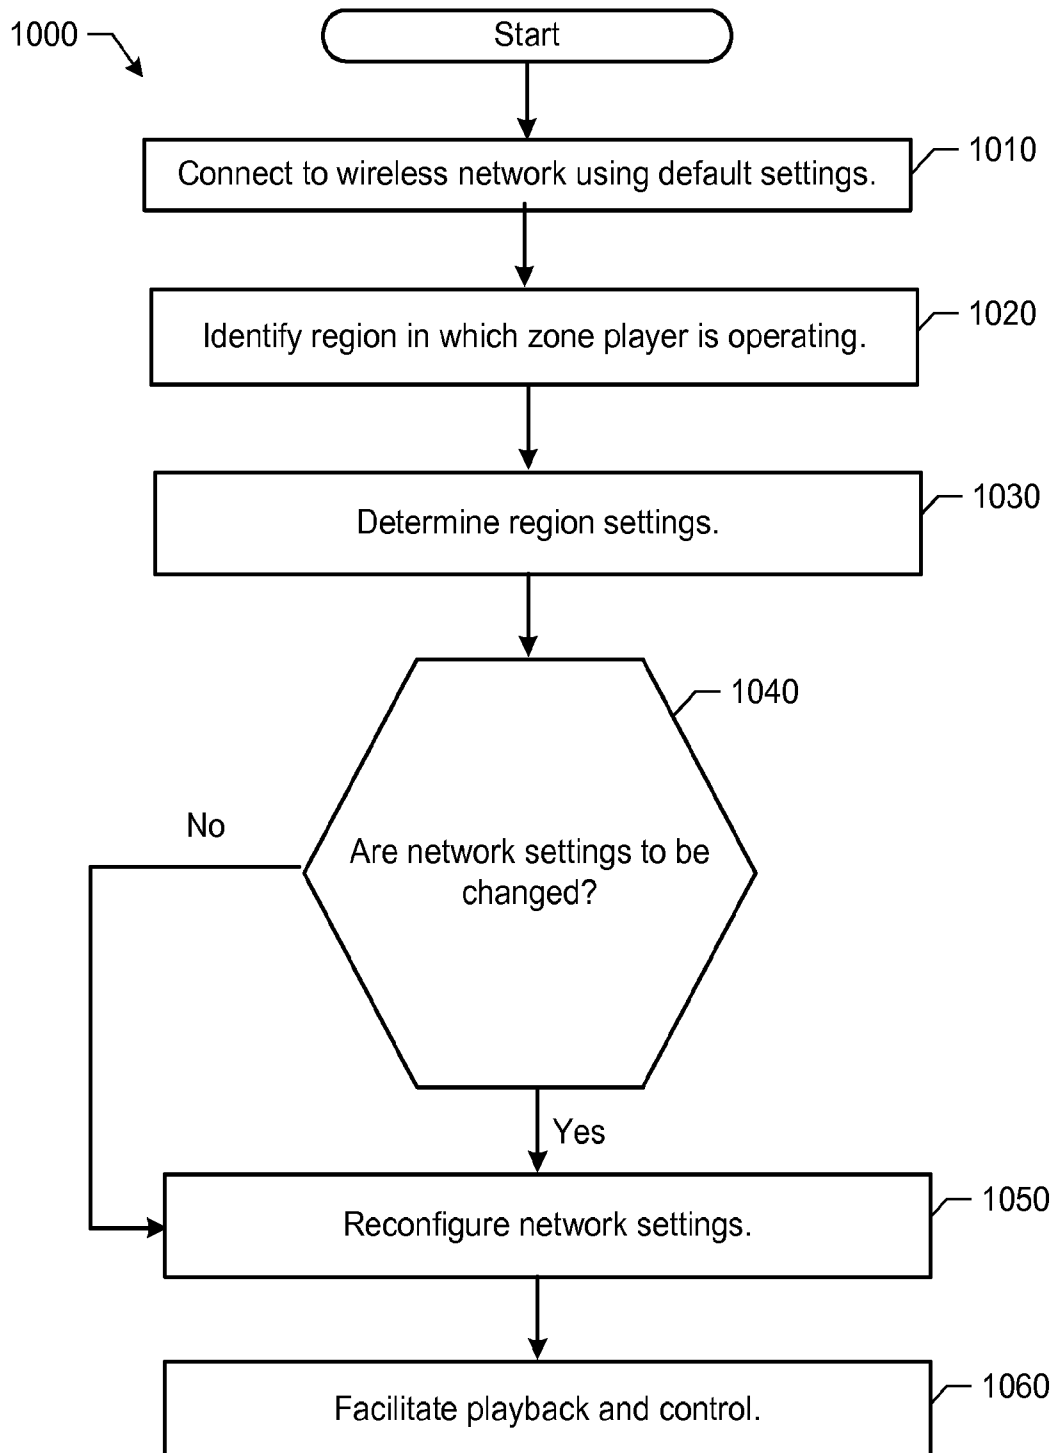 1000
Start
Connect to wireless network using default settings.
1010
Identify region in which zone player is operating.
1020
Determine region settings.
1030
1040
Are network settings to be
changed?
No
Yes
Reconfigure network settings.
1050
Facilitate playback and control.
1060